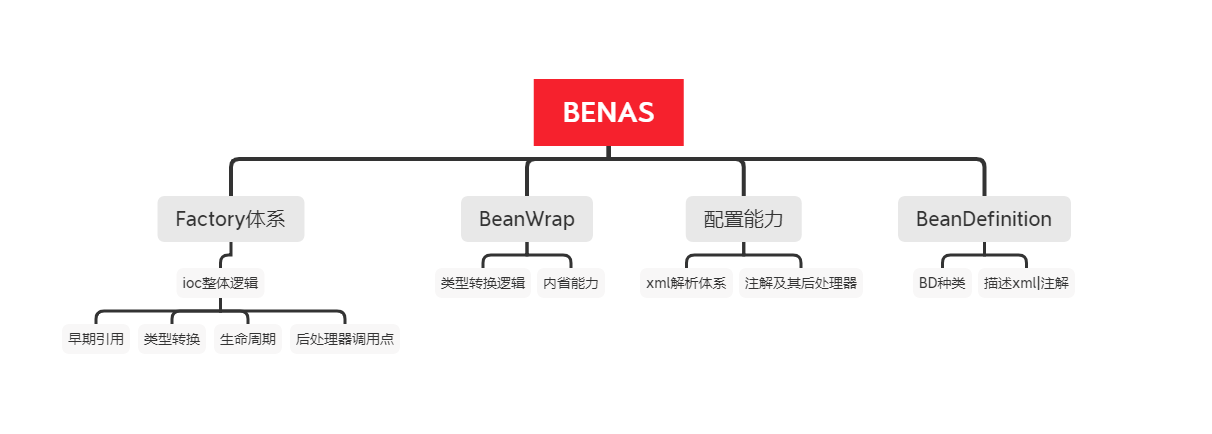 BENAS
Factory体系
BeanWrap
配置能力
BeanDefinition
ioc整体逻辑
类型转换逻辑
内省能力
xml解析体系
注解及其后处理器
BD种类
描述xml|注解
早期引用
类型转换
生命周期
后处理器调用点